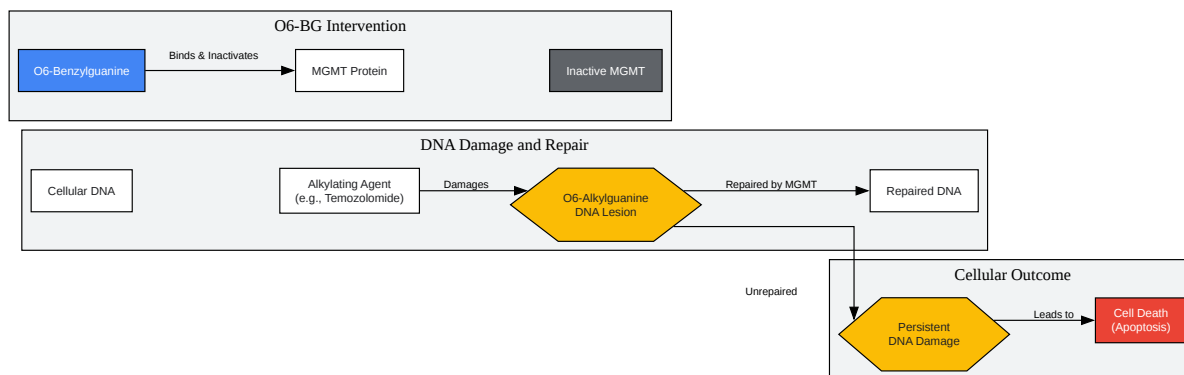 O6-BG Intervention
O6-Benzylguanine
Binds & Inactivates
MGMT Protein
Inactive MGMT
DNA Damage and Repair
Cellular DNA
Alkylating Agent
(e.g., Temozolomide)
Damages
O6-Alkylguanine
DNA Lesion
Repaired by MGMT
Repaired DNA
Unrepaired
Cellular Outcome
Persistent
DNA Damage
Leads to
Cell Death
(Apoptosis)